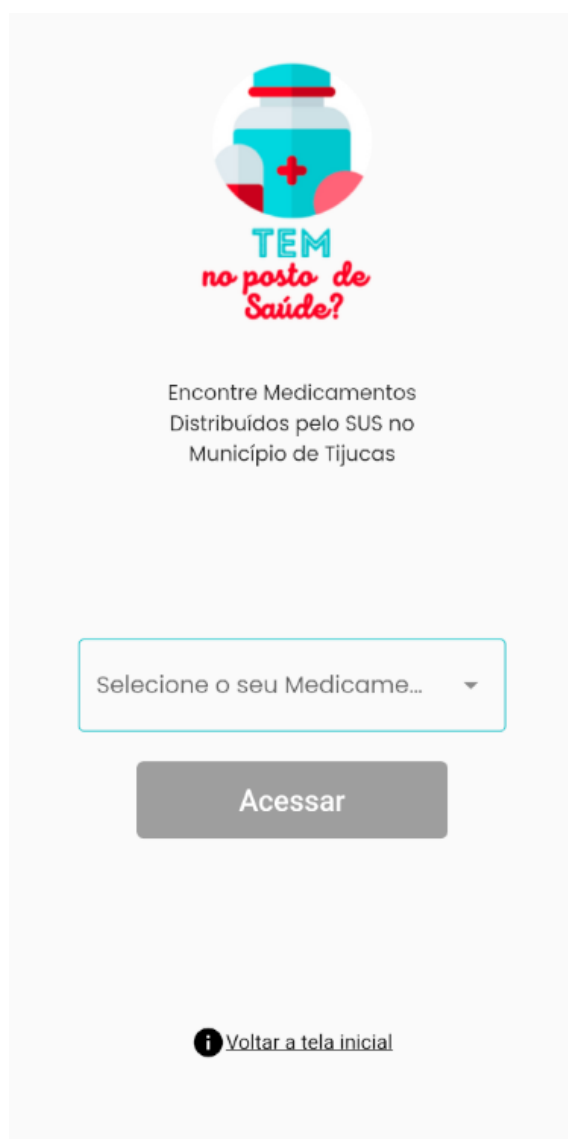 TEM
no posto de
Saúde?
Encontre Medicamentos
Distribuídos pelo SUS no
Município de Tijucas
Selecione o seu Medicame...
Acessar
Voltar a tela inicial